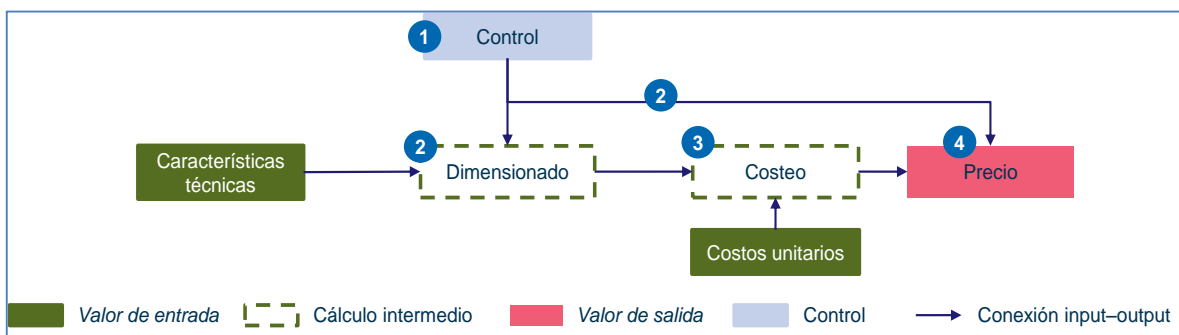 1
Control
2
2
3
4
Características
técnicas
Dimensionado
Costeo
Precio
Costos unitarios
Valor de entrada
Cálculo intermedio
Valor de salida
Control
Conexión input–output